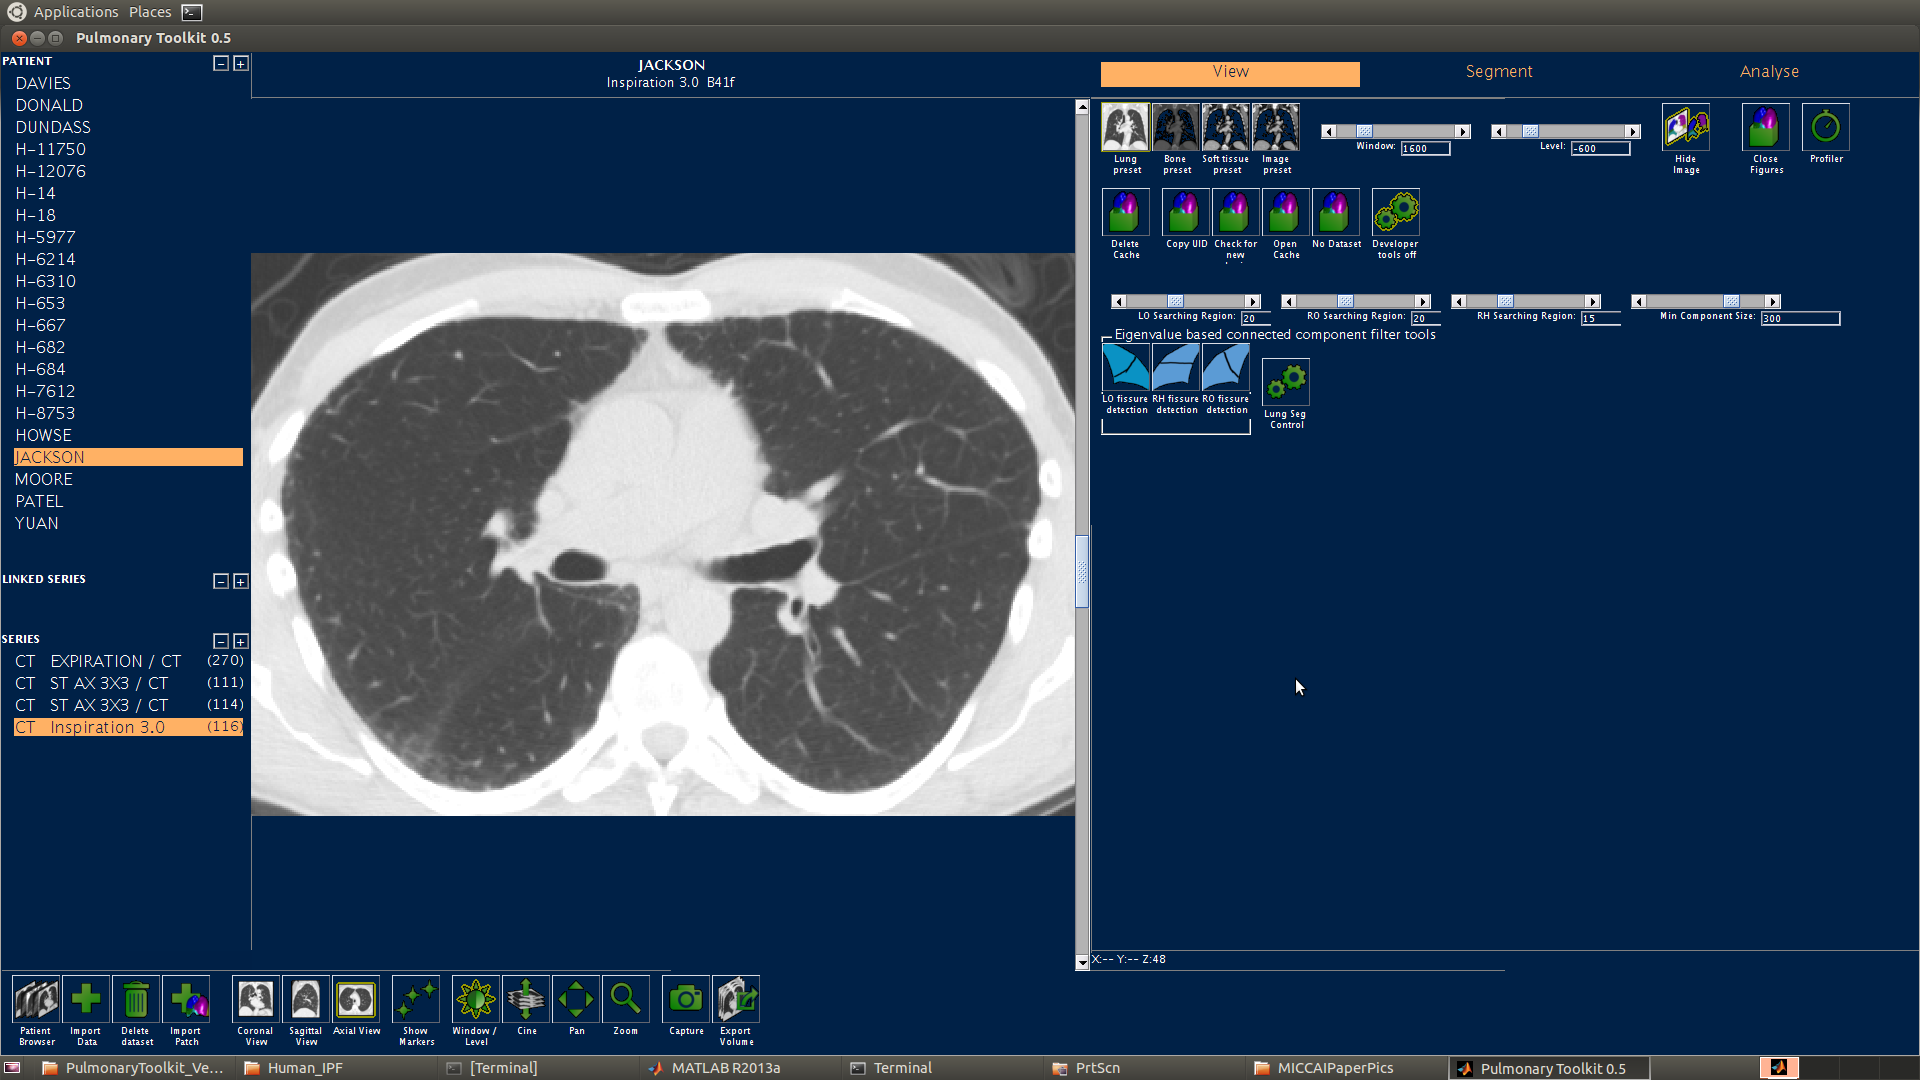 Applications Places
Pulmonary Toolkit 0.5
PATIENT
DAVIES
DONALD
DUNDASS
H-11750
H-12076
H-14
H-18
H-5977
H-6214
H-6310
H-653
H-667
H-682
H-684
H-7612
H-8753
HOWSE
JACKSON
MOORE
PATEL
YUAN
LINKED SERIES
SERIES
CT EXPIRATION / CT (270)
CT ST AX 3X3 / CT (111)
CT ST AX 3X3 / CT (114)
CT Inspiration 3.0 (116)
JACKSON
Inspiration 3.0 B41f
View Segment Analyse
Lung preset
Bone preset
Soft tissue preset
Image preset
Window: 1600
Level: -600
Hide Image
Close Figures
Profiler
Delete Cache
Copy UID
Check for new
Open Cache
No Dataset
Developer tools off
LO Searching Region: 20
RO Searching Region: 20
RH Searching Region: 15
Min Component Size: 300
Eigenvalue based connected component filter tools
LO fissure detection
RH fissure detection
RO fissure detection
Lung Seg Control
X:-- Y:-- Z:48
Patient Browser
Import Data
Delete dataset
Import Patch
Coronal View
Sagittal View
Axial View
Show Markers
Window / Level
Cine
Pan
Zoom
Capture
Export Volume
PulmonaryToolkit_Ve...
Human_IPF
[Terminal]
MATLAB R2013a
Terminal
PrtScn
MICCAIPaperPics
Pulmonary Toolkit 0.5